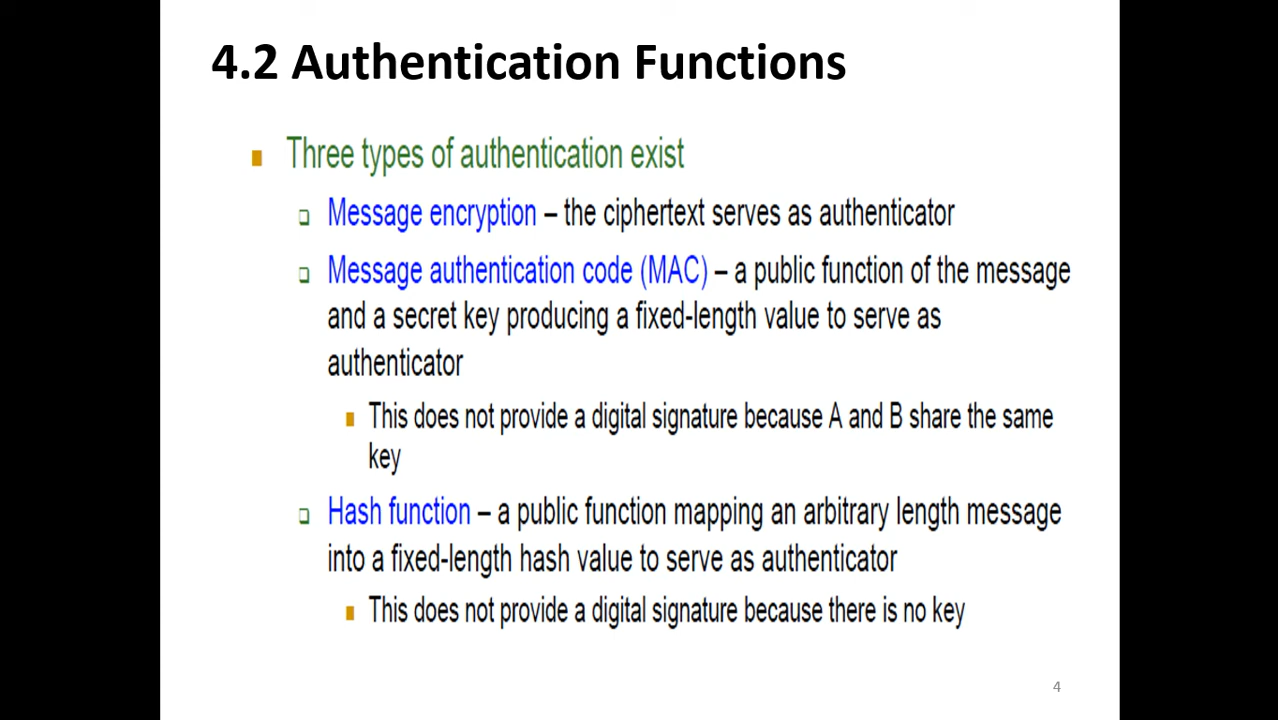 4.2 Authentication Functions
Three types of authentication exist
Message encryption – the ciphertext serves as authenticator
Message authentication code (MAC) – a public function of the message
and a secret key producing a fixed-length value to serve as
authenticator
This does not provide a digital signature because A and B share the same
key
Hash function – a public function mapping an arbitrary length message
into a fixed-length hash value to serve as authenticator
This does not provide a digital signature because there is no key
4